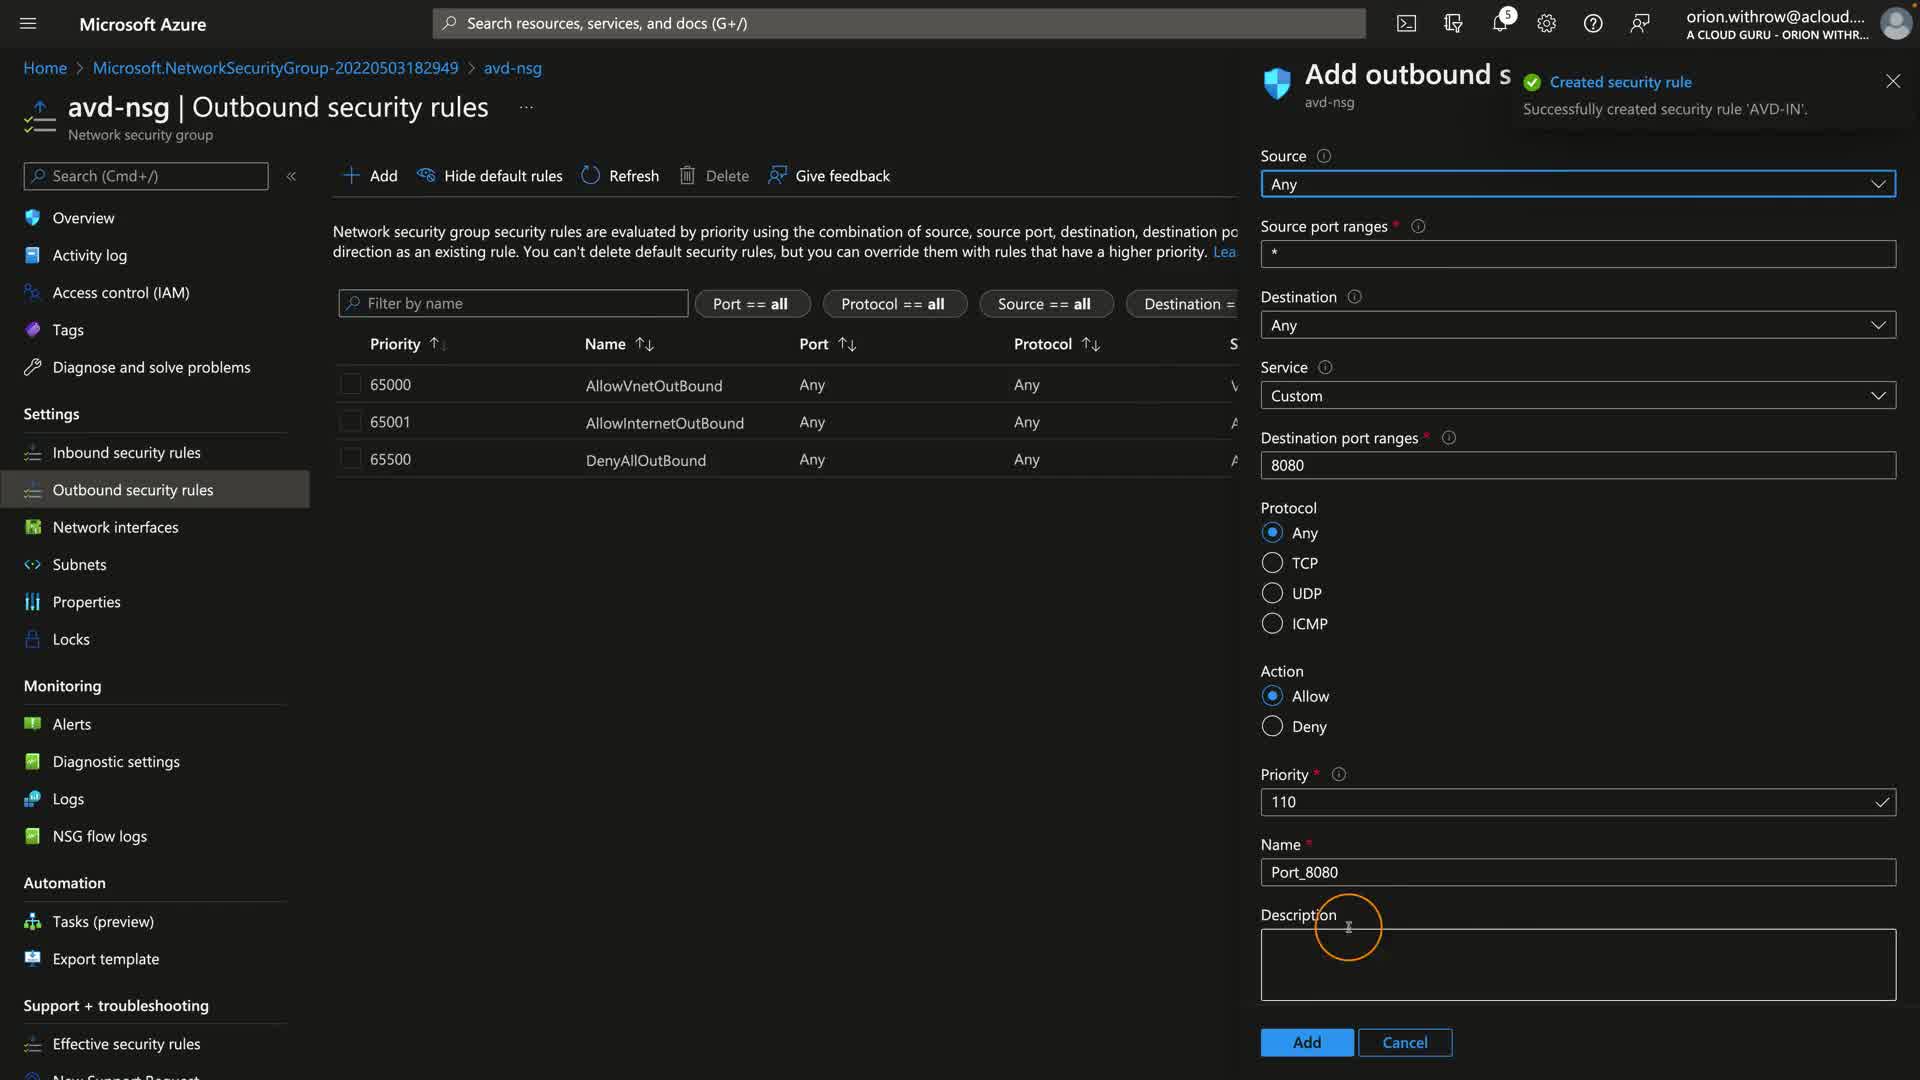 Microsoft Azure
Search resources, services, and docs (G+/)
5
orion.withrow@acloud....
A CLOUD GURU - ORION WITHR...
Home > Microsoft.NetworkSecurityGroup-20220503182949 > avd-nsg
avd-nsg | Outbound security rules ...
Network security group
Search (Cmd+/)
«
Overview
Activity log
Access control (IAM)
Tags
Diagnose and solve problems
Settings
Inbound security rules
Outbound security rules
Network interfaces
Subnets
Properties
Locks
Monitoring
Alerts
Diagnostic settings
Logs
NSG flow logs
Automation
Tasks (preview)
Export template
Support + troubleshooting
Effective security rules
New Support Request
Add
Hide default rules
Refresh
Delete
Give feedback
Network security group security rules are evaluated by priority using the combination of source, source port, destination, destination po
direction as an existing rule. You can't delete default security rules, but you can override them with rules that have a higher priority. Lea
Filter by name
Port == all
Protocol == all
Source == all
Destination =
Priority ↑↓ Name ↑↓ Port ↑↓ Protocol ↑↓ S
65000 AllowVnetOutBound Any Any V
65001 AllowInternetOutBound Any Any A
65500 DenyAllOutBound Any Any A
Add outbound s
avd-nsg
Created security rule
Successfully created security rule 'AVD-IN'.
Source
Any
Source port ranges *
*
Destination
Any
Service
Custom
Destination port ranges *
8080
Protocol
Any
TCP
UDP
ICMP
Action
Allow
Deny
Priority *
110
Name *
Port_8080
Description
Add
Cancel